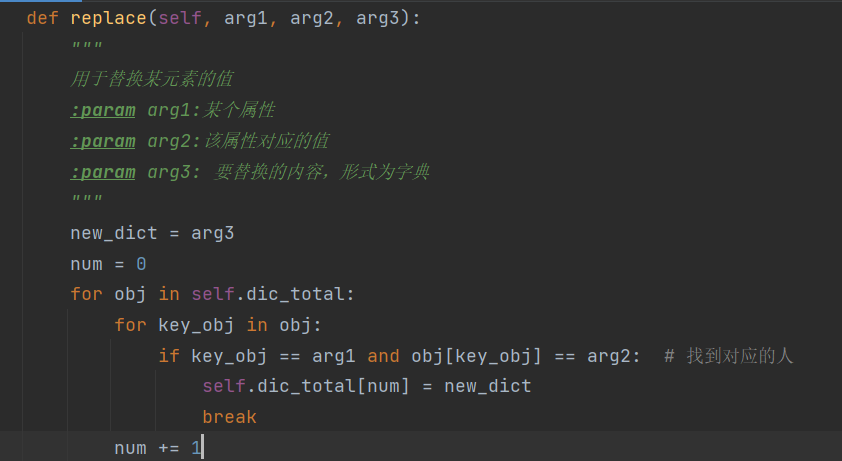 def replace(self, arg1, arg2, arg3):
    """
    用于替换某元素的值
    :param arg1:某个属性
    :param arg2:该属性对应的值
    :param arg3: 要替换的内容，形式为字典
    """
    new_dict = arg3
    num = 0
    for obj in self.dic_total:
        for key_obj in obj:
            if key_obj == arg1 and obj[key_obj] == arg2:  # 找到对应的人
                self.dic_total[num] = new_dict
                break
        num += 1